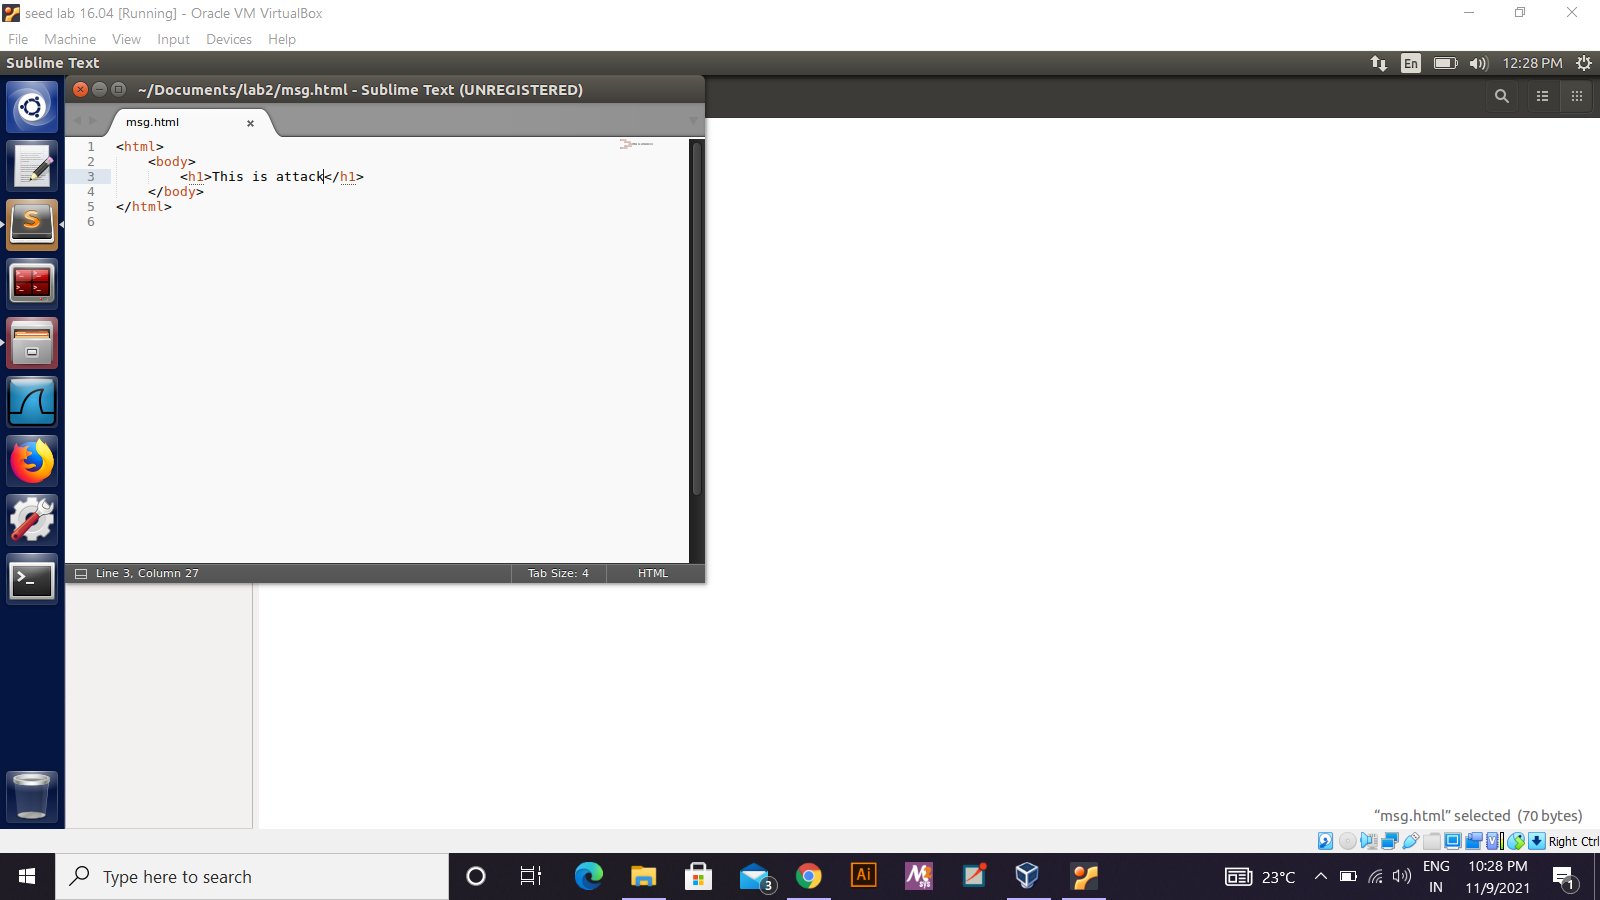 seed lab 16.04 [Running] - Oracle VM VirtualBox
File Machine View Input Devices Help
Sublime Text
En
12:28 PM
~/Documents/lab2/msg.html - Sublime Text (UNREGISTERED)
msg.html
1 <html>
2 <body>
3 <h1>This is attack</h1>
4 </body>
5 </html>
6
Line 3, Column 27
Tab Size: 4
HTML
“msg.html” selected (70 bytes)
Right Ctrl
Type here to search
3
Ai
23°C
ENG
IN
10:28 PM
11/9/2021
1